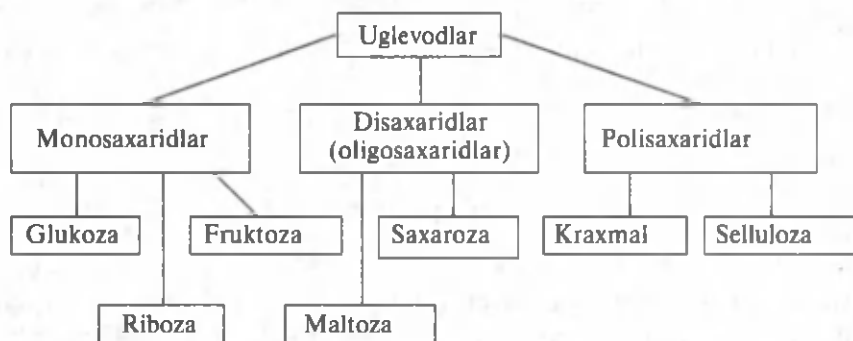 Uglevodlar
Monosaxaridlar
Disaxaridlar
(oligosaxaridlar)
Polisaxaridlar
Glukoza
Fruktoza
Saxaroza
Kraxmal
Selluloza
Riboza
Maltoza